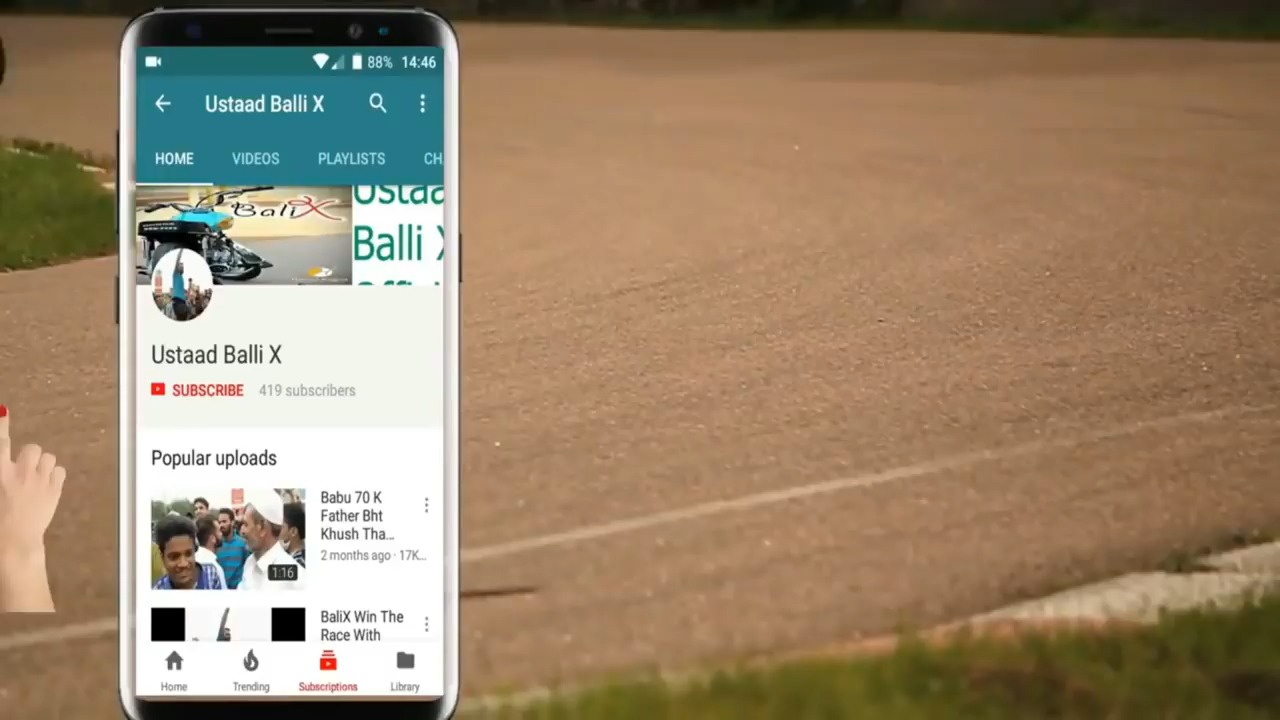 88% 14:46
Ustaad Balli X
HOME VIDEOS PLAYLISTS CH
BaliX
Ustaa
Balli X
Ustaad Balli X
SUBSCRIBE 419 subscribers
Popular uploads
Babu 70 K
Father Bht
Khush Tha...
2 months ago · 17K...
1:16
BaliX Win The
Race With
Home Trending Subscriptions Library